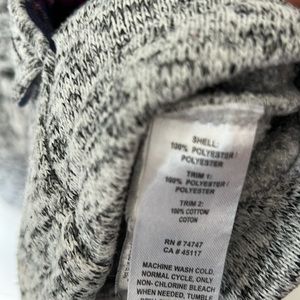 SHELL:
100% POLYESTER/
POLYESTER
TRIM 1:
100% POLYESTER/
POLYESTER
TRIM 2:
100% COTTON/
COTON
RN # 74747
CA # 45117
MACHINE WASH COLD,
NORMAL CYCLE, ONLY
NON-CHLORINE BLEACH
WHEN NEEDED, TUMBLE